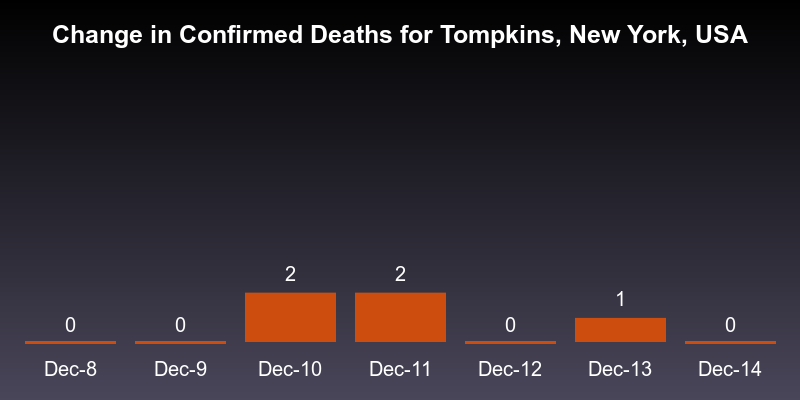 Change in Confirmed Deaths for Tompkins, New York, USA
2 2
1
0 0 0 0
Dec-8 Dec-9 Dec-10 Dec-11 Dec-12 Dec-13 Dec-14